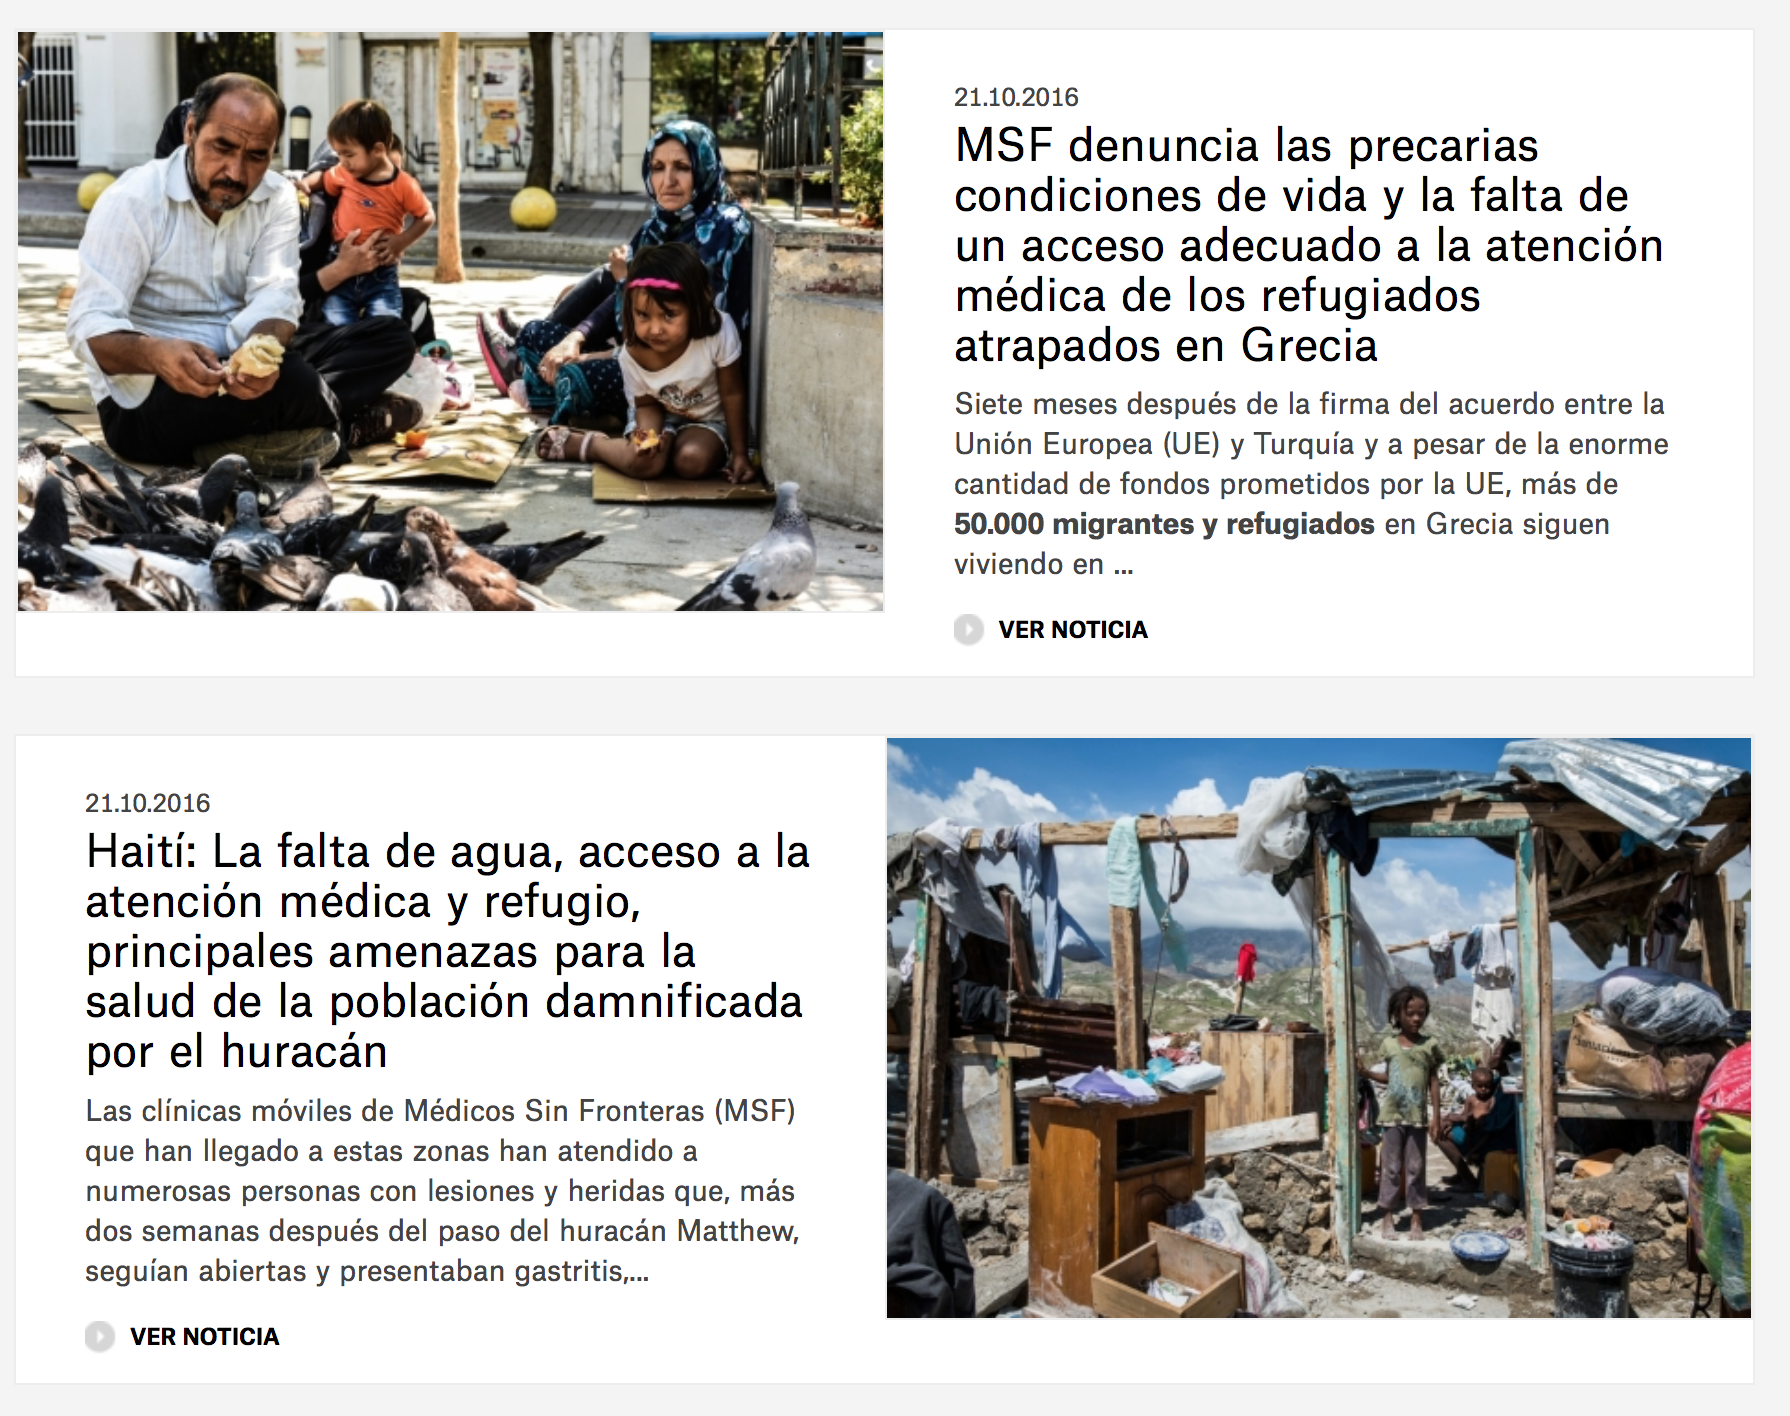 21.10.2016
MSF denuncia las precarias
condiciones de vida y la falta de
un acceso adecuado a la atención
médica de los refugiados
atrapados en Grecia
Siete meses después de la firma del acuerdo entre la
Unión Europea (UE) y Turquía y a pesar de la enorme
cantidad de fondos prometidos por la UE, más de
50.000 migrantes y refugiados en Grecia siguen
viviendo en ...
VER NOTICIA
21.10.2016
Haití: La falta de agua, acceso a la
atención médica y refugio,
principales amenazas para la
salud de la población damnificada
por el huracán
Las clínicas móviles de Médicos Sin Fronteras (MSF)
que han llegado a estas zonas han atendido a
numerosas personas con lesiones y heridas que, más
dos semanas después del paso del huracán Matthew,
seguían abiertas y presentaban gastritis,...
VER NOTICIA